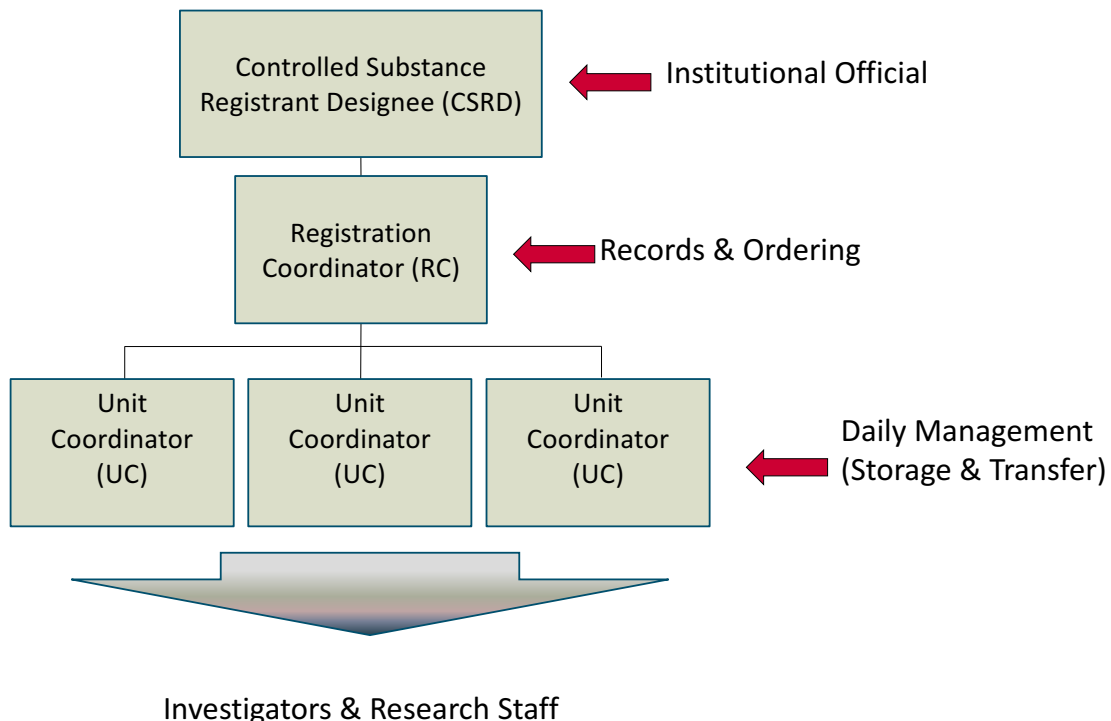 Controlled Substance
Registrant Designee (CSRD)
Institutional Official
Registration
Coordinator (RC)
Records & Ordering
Unit
Coordinator
(UC)
Unit
Coordinator
(UC)
Unit
Coordinator
(UC)
Daily Management
(Storage & Transfer)
Investigators & Research Staff